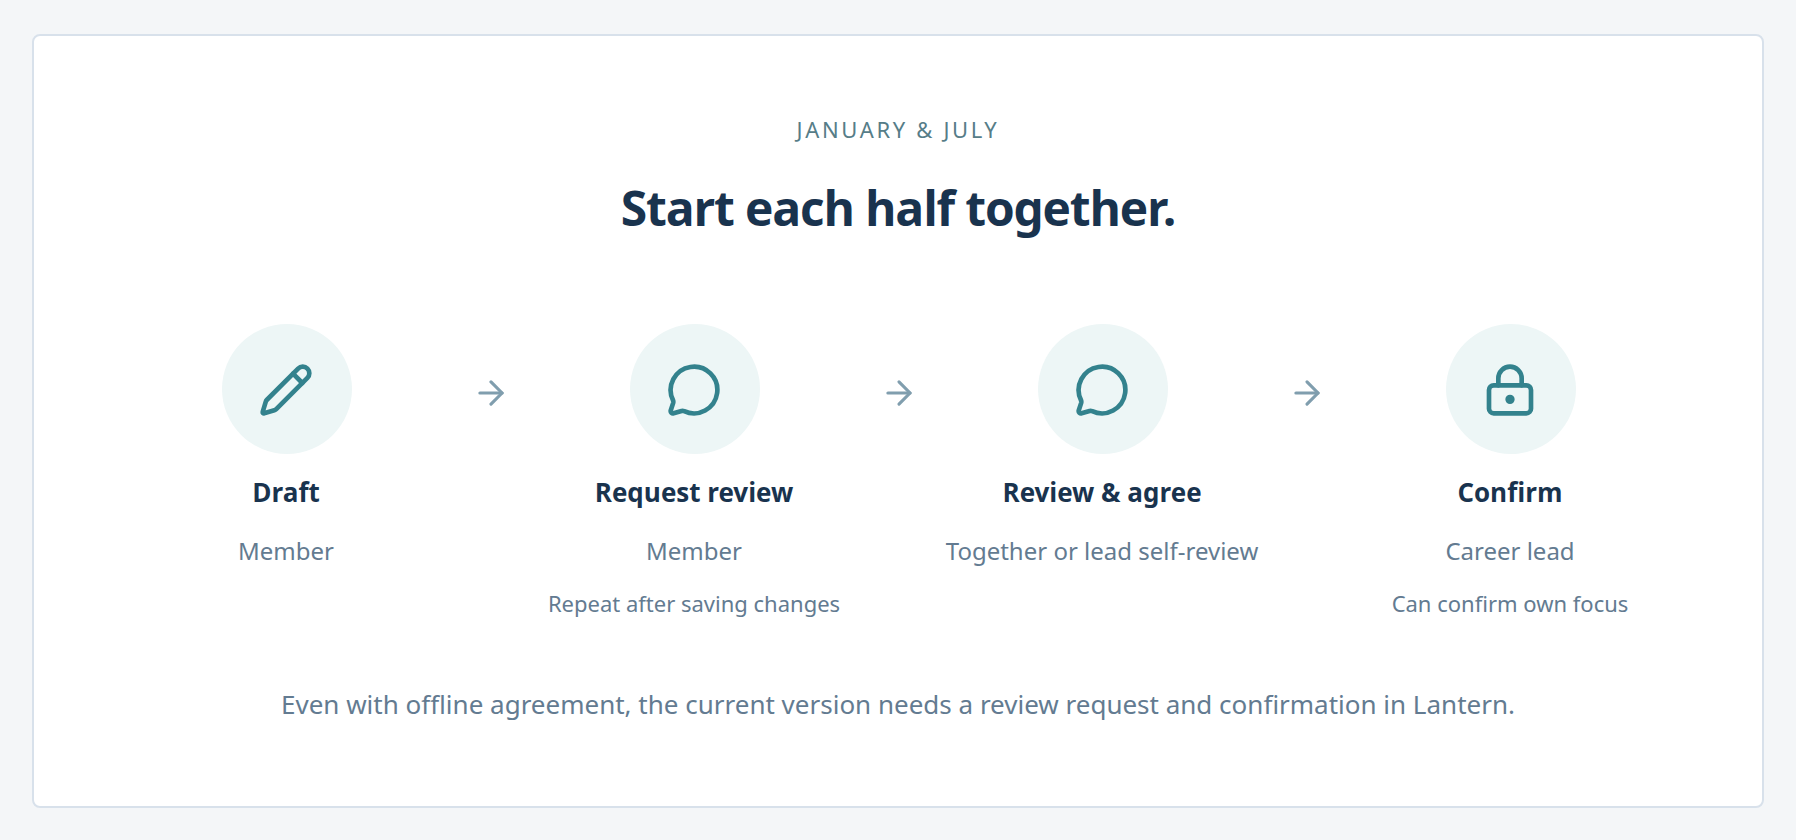 JANUARY & JULY
Start each half together.
Draft
Member
Request review
Member
Repeat after saving changes
Review & agree
Together or lead self-review
Confirm
Career lead
Can confirm own focus
Even with offline agreement, the current version needs a review request and confirmation in Lantern.